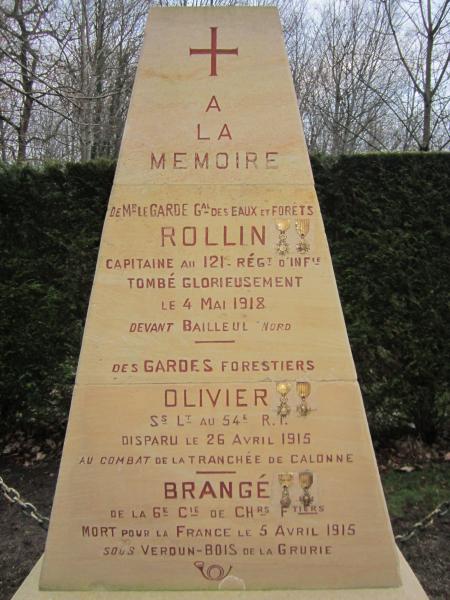 A
LA
MEMOIRE
DE MR LE GARDE GAL DES EAUX ET FORÊTS
ROLLIN
CAPITAINE AU 121. RÉGT D'INFIE
TOMBÉ GLORIEUSEMENT
LE 4 MAI 1918
DEVANT BAILLEUL NORD
DES GARDES FORESTIERS
OLIVIER
SS LT AU 54E R.I.
DISPARU LE 26 AVRIL 1915
AU COMBAT DE LA TRANCHÉE DE CALONNE
BRANGÉ
DE LA 6E CIE DE CHRS FTIERS
MORT POUR LA FRANCE LE 5 AVRIL 1915
SOUS VERDUN-BOIS DE LA GRURIE